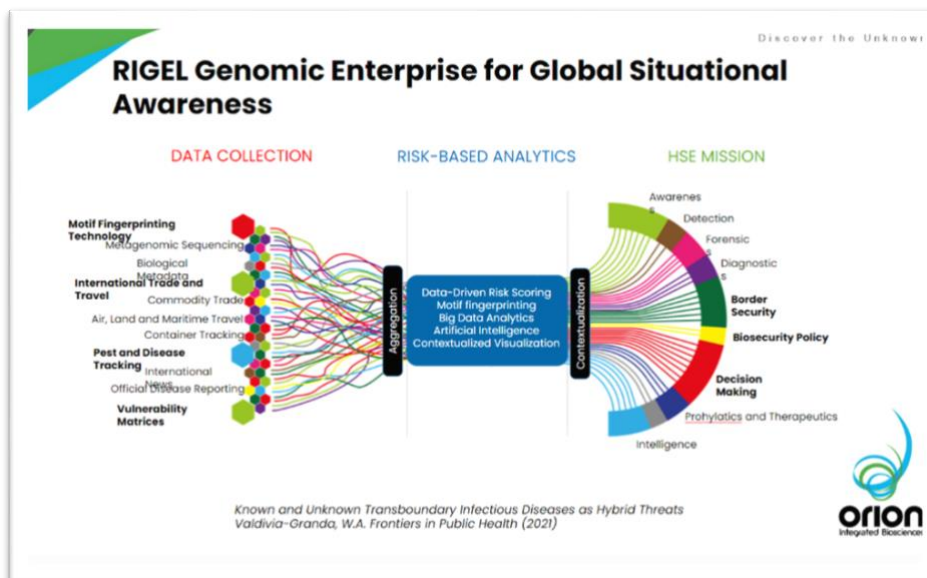 Discover the Unknown
RIGEL Genomic Enterprise for Global Situational
Awareness
DATA COLLECTION
RISK-BASED ANALYTICS
HSE MISSION
Motif Fingerprinting
Technology
Metagenomic Sequencing
Biological
Metadata
International Trade and
Travel
Commodity Trade
Air, Land and Maritime Travel
Container Tracking
Pest and Disease
Tracking
International
News
Official Disease Reporting
Vulnerability
Matrices
Aggregation
Data-Driven Risk Scoring
Motif fingerprinting
Big Data Analytics
Artificial Intelligence
Contextualized Visualization
Contextualization
Awarenes
s
Detection
Forensic
s
Diagnostic
s
Border
Security
Biosecurity Policy
Decision
Making
Prohylatics and Therapeutics
Intelligence
Known and Unknown Transboundary Infectious Diseases as Hybrid Threats
Valdivia-Granda, W.A. Frontiers in Public Health (2021)
orion
Integrated Biosciences